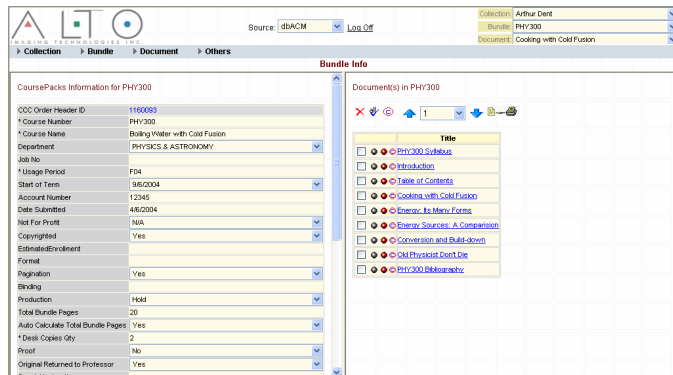 ALTO
IMAGING TECHNOLOGIES INC
Source: dbACM Log Off
Collection: Arthur Dent
Bundle: PHY300
Document: Cooking with Cold Fusion
Collection Bundle Document Others
Bundle Info
CoursePacks Information for PHY300
CCC Order Header ID 1160093
* Course Number PHY300
* Course Name Boiling Water with Cold Fusion
Department PHYSICS & ASTRONOMY
Job No
* Usage Period F04
Start of Term 9/6/2004
Account Number 12345
Date Submitted 4/6/2004
Not For Profit N/A
Copyrighted Yes
EstimatedEnrollment
Format
Pagination Yes
Binding
Production Hold
Total Bundle Pages 20
Auto Calculate Total Bundle Pages Yes
* Desk Copies Qty 2
Proof No
Original Returned to Professor Yes
Document(s) in PHY300
1
Title
PHY300 Syllabus
Introduction
Table of Contents
Cooking with Cold Fusion
Energy: Its Many Forms
Energy Sources: A Comparision
Conversion and Build-down
Old Physicist Don't Die
PHY300 Bibliography